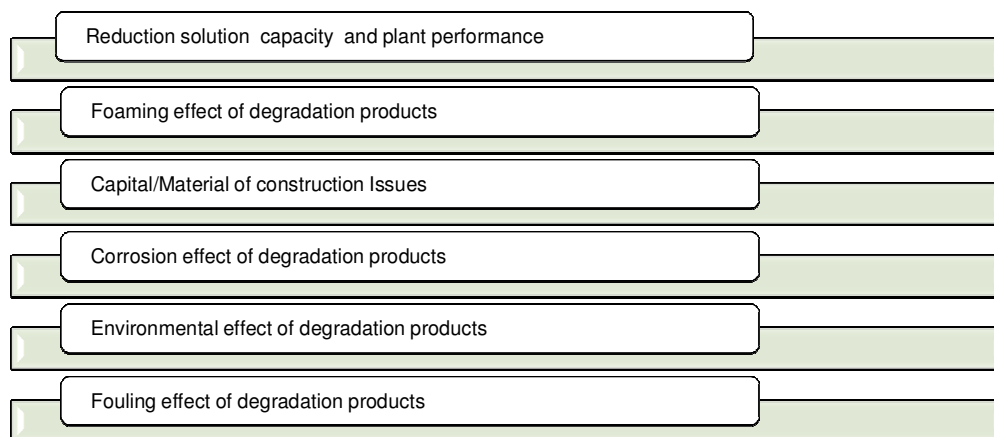 Reduction solution capacity and plant performance
Foaming effect of degradation products
Capital/Material of construction Issues
Corrosion effect of degradation products
Environmental effect of degradation products
Fouling effect of degradation products